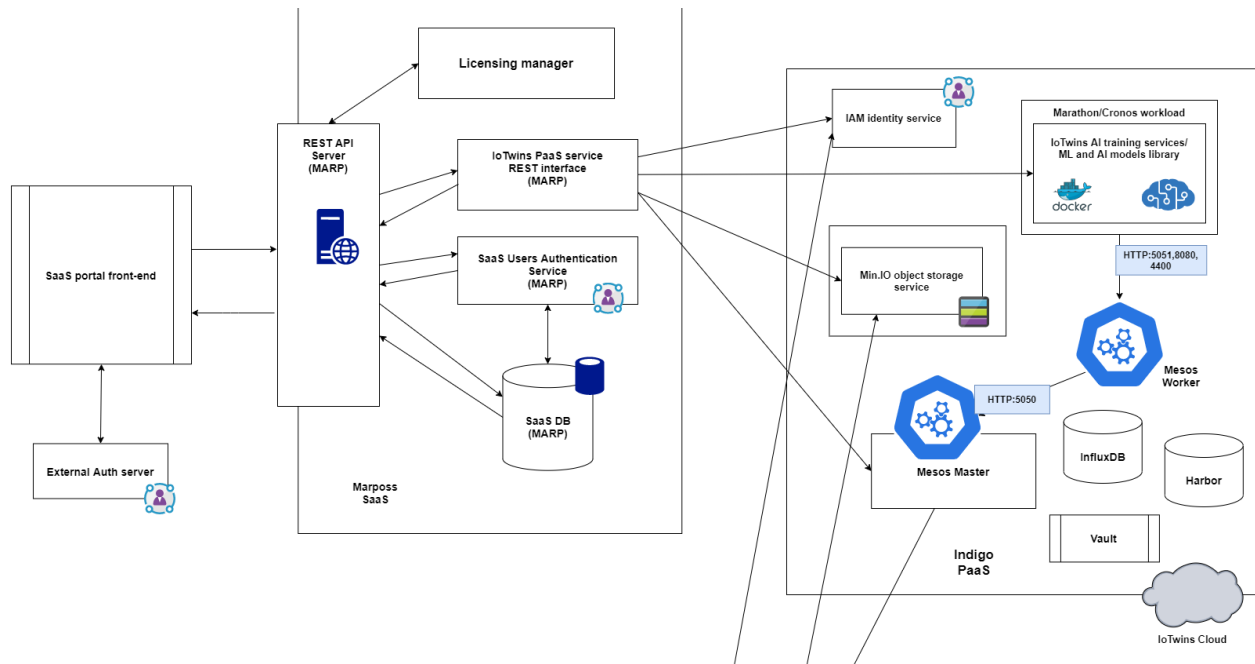 Licensing manager
REST API
Server
(MARP)
IoTwins PaaS service
REST interface
(MARP)
SaaS Users Authentication
Service
(MARP)
SaaS DB
(MARP)
SaaS portal front-end
External Auth server
Marposs
SaaS
IAM identity service
Marathon/Cronos workload
IoTwins AI training services/
ML and AI models library
docker
HTTP:5051,8080,
4400
Min.IO object storage
service
Mesos
Worker
HTTP:5050
Mesos Master
InfluxDB
Harbor
Vault
Indigo
PaaS
IoTwins Cloud